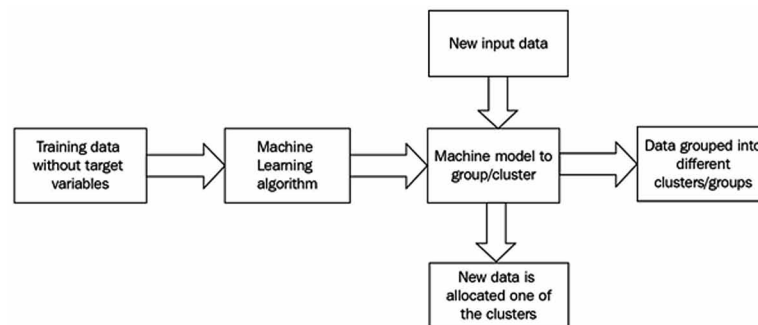 New input data
Training data
without target
variables
Machine
Learning
algorithm
Machine model to
group/cluster
Data grouped into
different
clusters/groups
New data is
allocated one of
the clusters